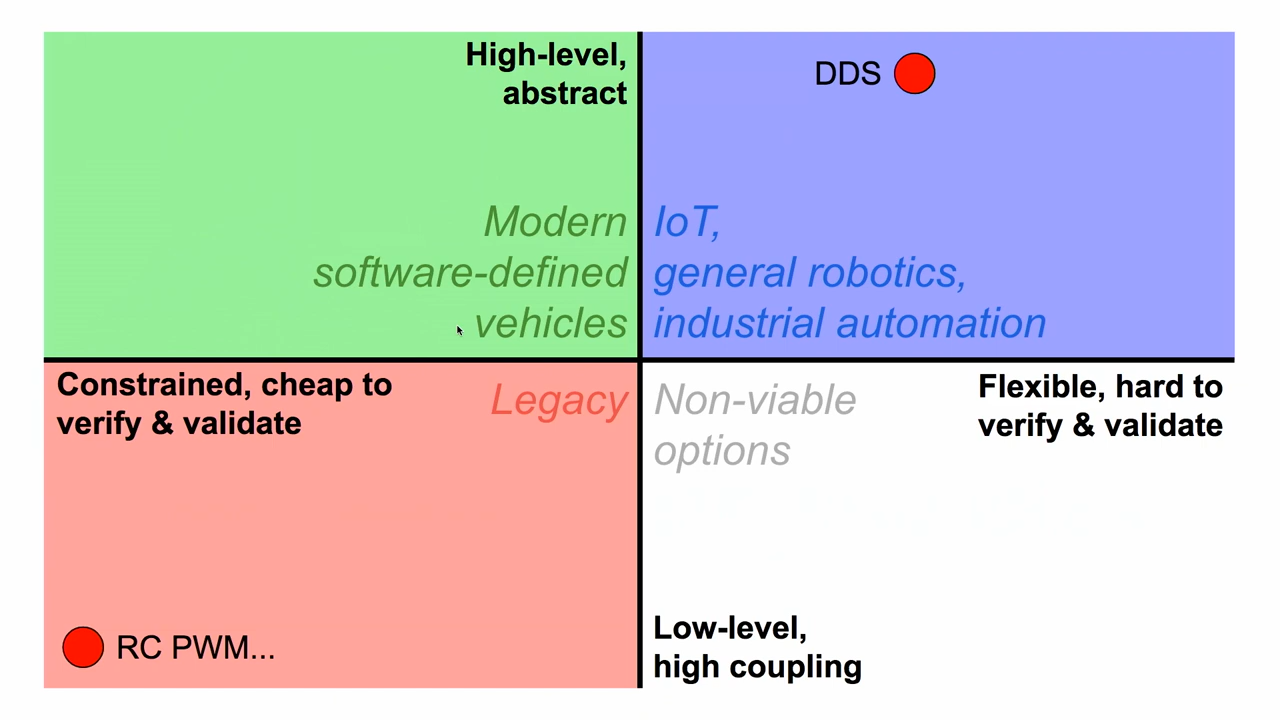 High-level,
abstract
DDS
Modern
software-defined
vehicles
IoT,
general robotics,
industrial automation
Constrained, cheap to
verify & validate
Legacy
Non-viable
options
Flexible, hard to
verify & validate
RC PWM...
Low-level,
high coupling